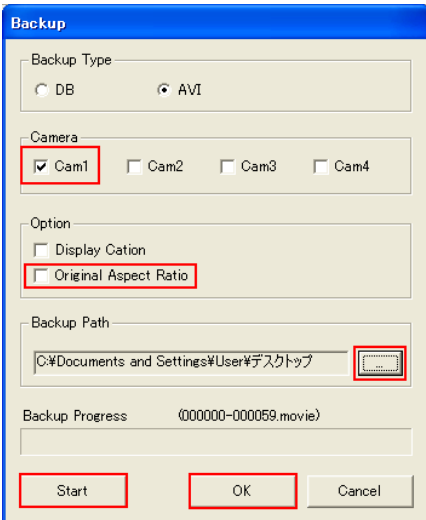 Backup
Backup Type
DB AVI
Camera
Cam1 Cam2 Cam3 Cam4
Option
Display Cation
Original Aspect Ratio
Backup Path
C:¥Documents and Settings¥User¥デスクトップ ...
Backup Progress (000000-000059.movie)
Start OK Cancel